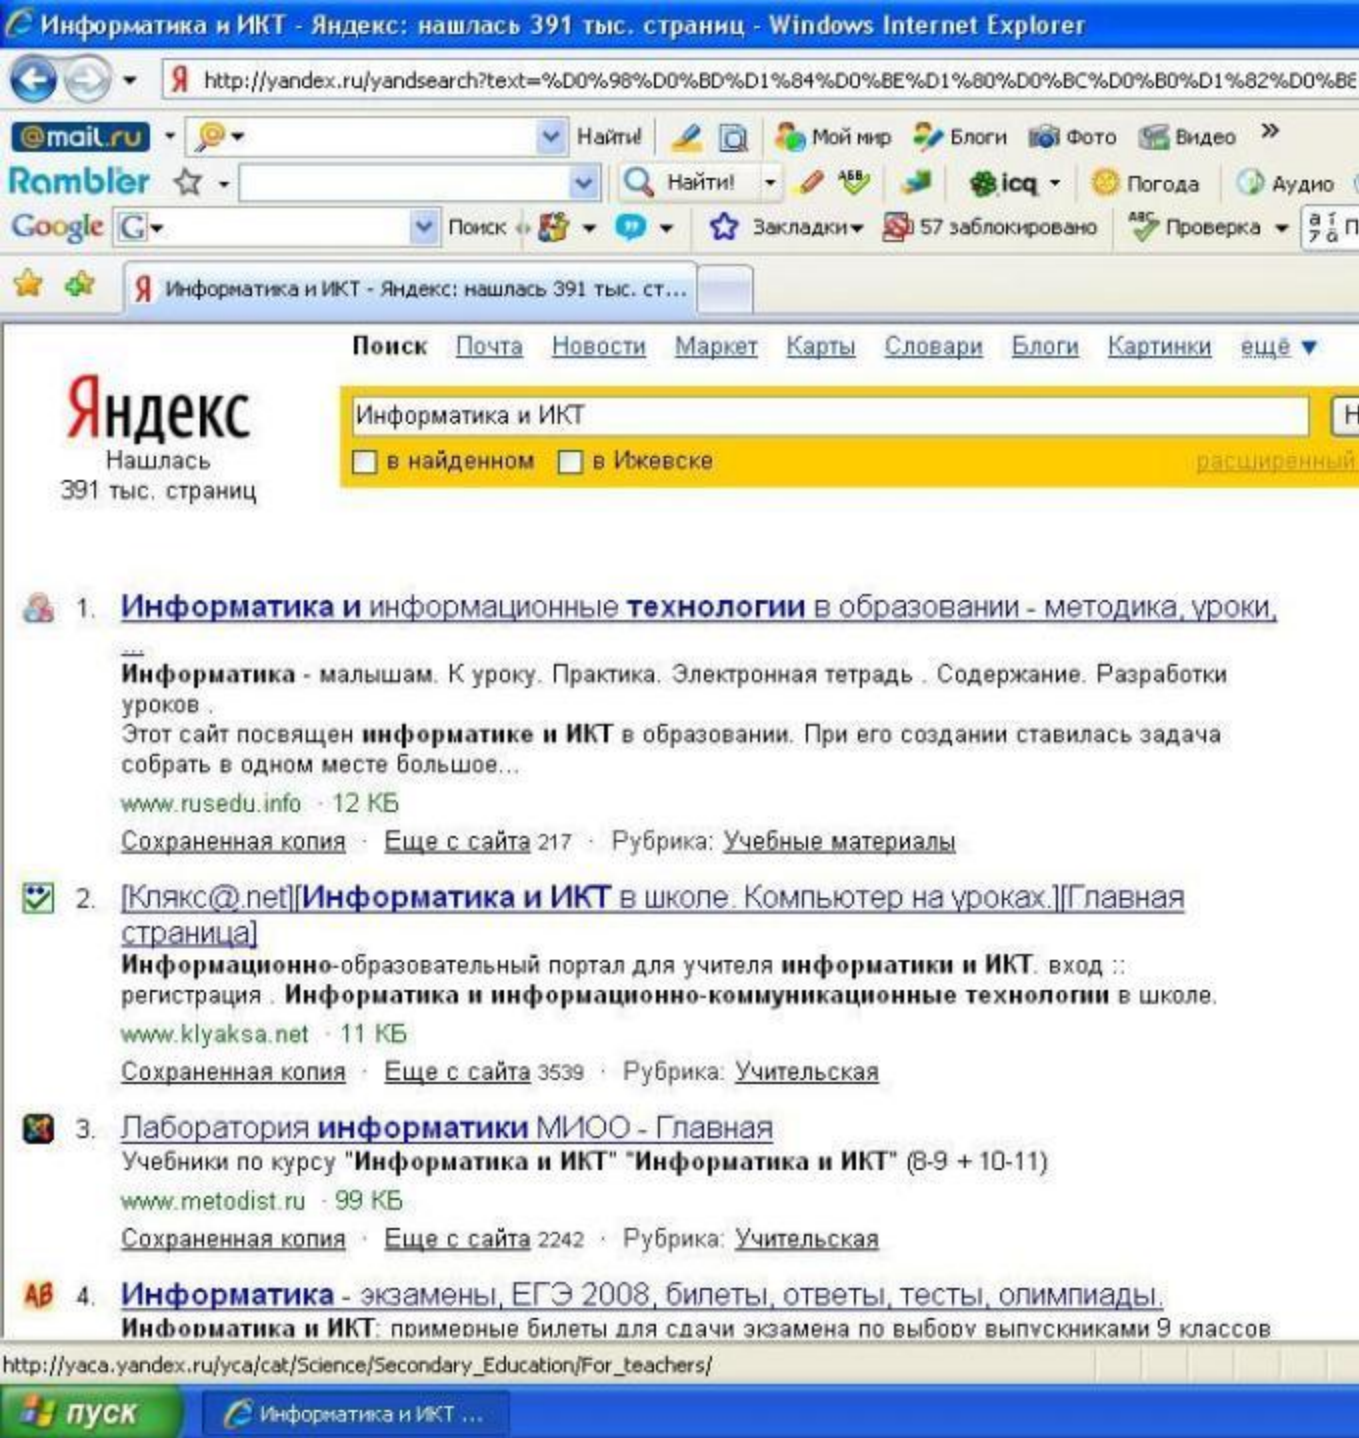 Информатика и ИКТ - Яндекс: нашлась 391 тыс. страниц - Windows Internet Explorer
Я http://yandex.ru/yandsearch?text=%D0%98%D0%BD%D1%84%D0%BE%D1%80%D0%BC%D0%B0%D1%82%D0%B8
@mail.ru Найти! Мой мир Блоги Фото Видео »
Rambler Найти! АБВ icq Погода Аудио
Google G Поиск Закладки 57 заблокировано ABC Проверка
Я Информатика и ИКТ - Яндекс: нашлась 391 тыс. ст...
Поиск Почта Новости Маркет Карты Словари Блоги Картинки ещё ▼
Яндекс
Информатика и ИКТ
Нашлась
391 тыс. страниц
в найденном в Ижевске расширенный
1. Информатика и информационные технологии в образовании - методика, уроки,
...
Информатика - малышам. К уроку. Практика. Электронная тетрадь . Содержание. Разработки
уроков .
Этот сайт посвящен информатике и ИКТ в образовании. При его создании ставилась задача
собрать в одном месте большое...
www.rusedu.info · 12 КБ
Сохраненная копия · Еще с сайта 217 · Рубрика: Учебные материалы
2. [Клякс@.net][Информатика и ИКТ в школе. Компьютер на уроках.][Главная
страница]
Информационно-образовательный портал для учителя информатики и ИКТ. вход ::
регистрация . Информатика и информационно-коммуникационные технологии в школе.
www.klyaksa.net · 11 КБ
Сохраненная копия · Еще с сайта 3539 · Рубрика: Учительская
3. Лаборатория информатики МИОО - Главная
Учебники по курсу "Информатика и ИКТ" "Информатика и ИКТ" (8-9 + 10-11)
www.metodist.ru · 99 КБ
Сохраненная копия · Еще с сайта 2242 · Рубрика: Учительская
AB 4. Информатика - экзамены, ЕГЭ 2008, билеты, ответы, тесты, олимпиады.
Информатика и ИКТ: примерные билеты для сдачи экзамена по выбору выпускниками 9 классов
http://yaca.yandex.ru/yca/cat/Science/Secondary_Education/For_teachers/
пуск Информатика и ИКТ ...